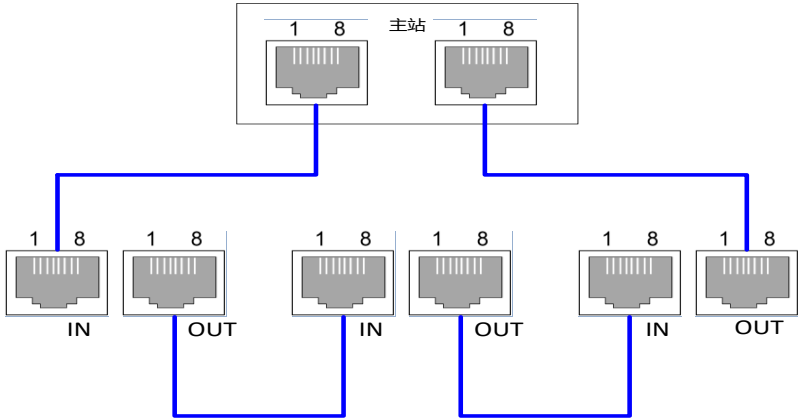 主站
1 8 1 8
1 8 1 8 1 8 1 8 1 8 1 8
IN OUT IN OUT IN OUT